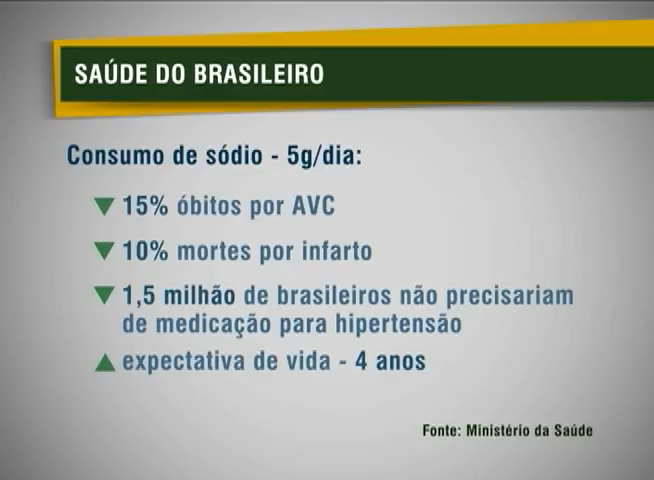 SAÚDE DO BRASILEIRO
Consumo de sódio - 5g/dia:
▼ 15% óbitos por AVC
▼ 10% mortes por infarto
▼ 1,5 milhão de brasileiros não precisariam
de medicação para hipertensão
▲ expectativa de vida - 4 anos
Fonte: Ministério da Saúde